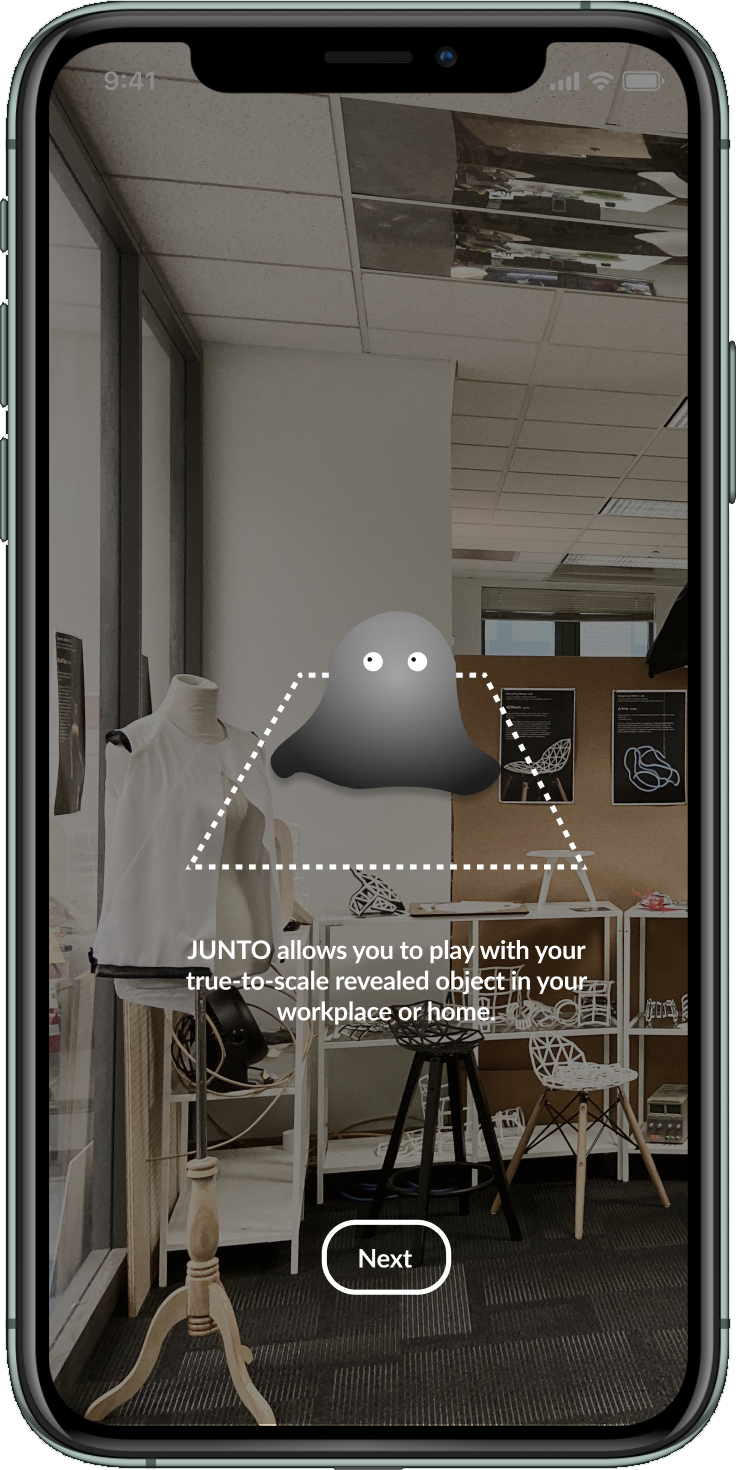 9:41
JUNTO allows you to play with your
true-to-scale revealed object in your
workplace or home.
Next